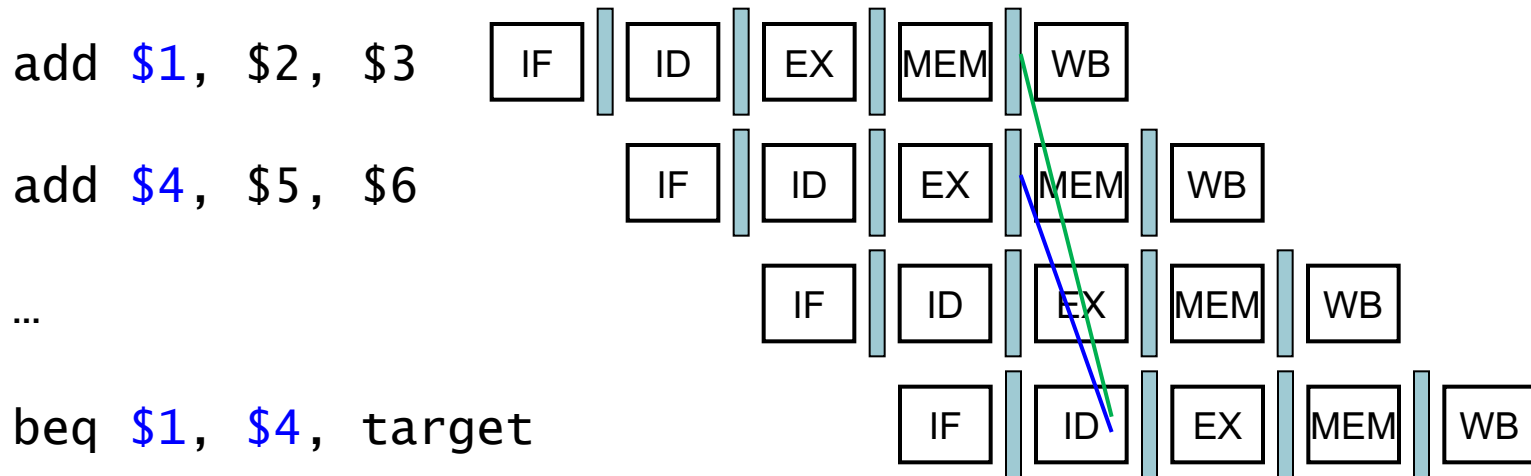 add $1, $2, $3 IF ID EX MEM WB
add $4, $5, $6 IF ID EX MEM WB
… IF ID EX MEM WB
beq $1, $4, target IF ID EX MEM WB